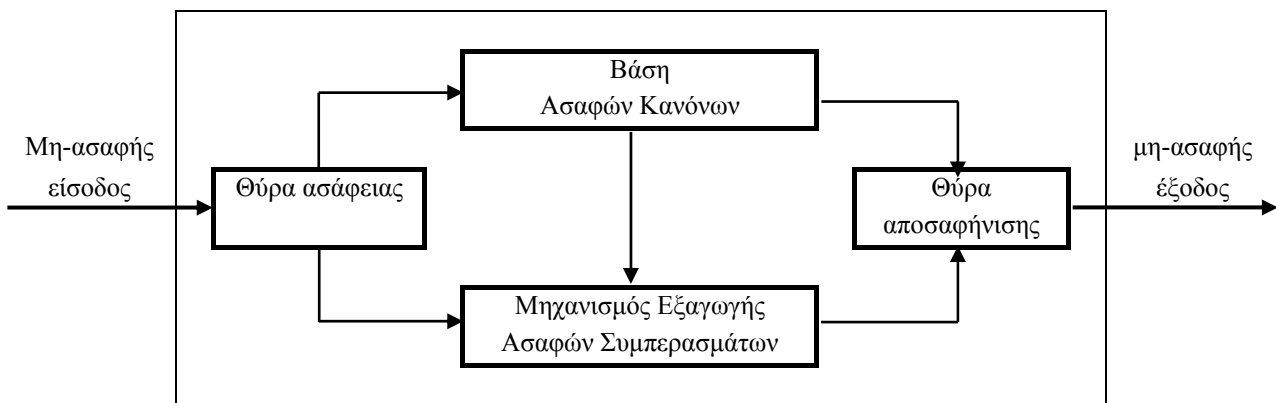 Μη-ασαφής
είσοδος
Θύρα ασάφειας
Βάση
Ασαφών Κανόνων
Μηχανισμός Εξαγωγής
Ασαφών Συμπερασμάτων
Θύρα
αποσαφήνισης
μη-ασαφής
έξοδος